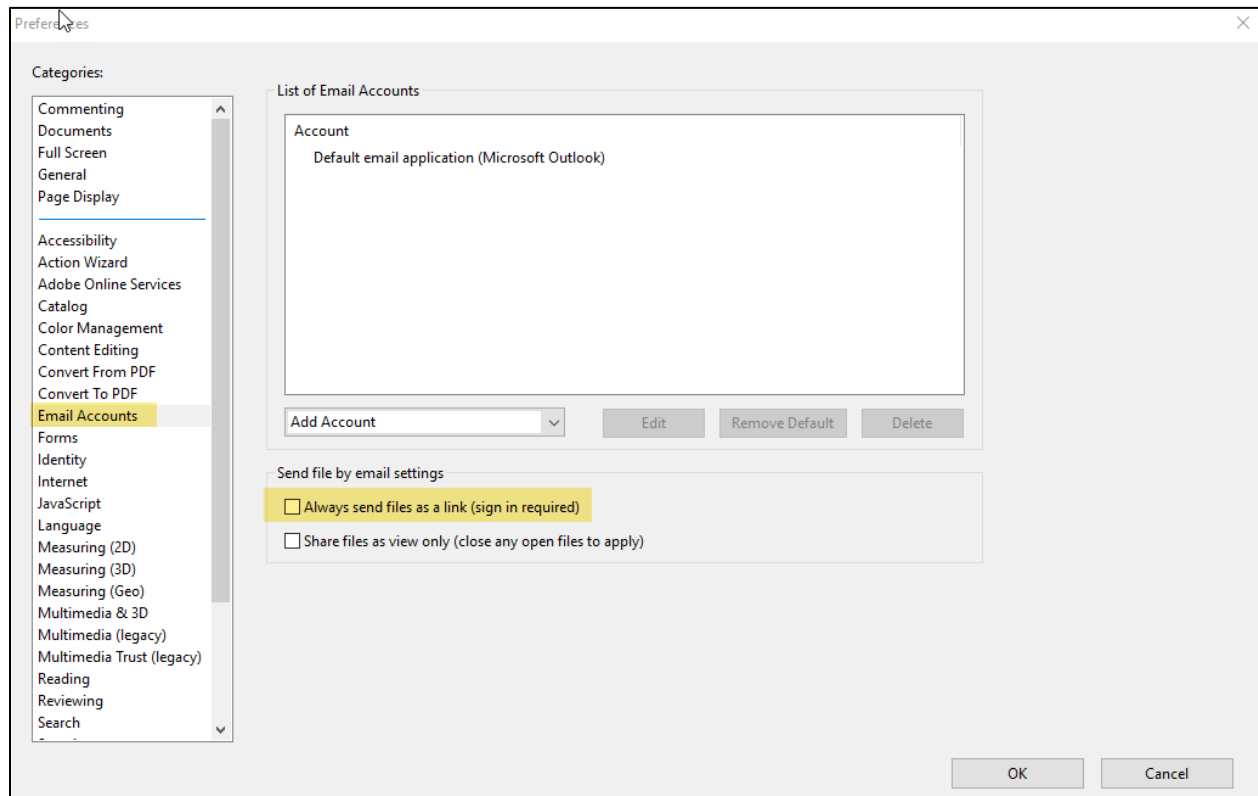 Preferences
Categories:
Commenting
Documents
Full Screen
General
Page Display
Accessibility
Action Wizard
Adobe Online Services
Catalog
Color Management
Content Editing
Convert From PDF
Convert To PDF
Email Accounts
Forms
Identity
Internet
JavaScript
Language
Measuring (2D)
Measuring (3D)
Measuring (Geo)
Multimedia & 3D
Multimedia (legacy)
Multimedia Trust (legacy)
Reading
Reviewing
Search
List of Email Accounts
Account
Default email application (Microsoft Outlook)
Add Account
Edit
Remove Default
Delete
Send file by email settings
Always send files as a link (sign in required)
Share files as view only (close any open files to apply)
OK
Cancel